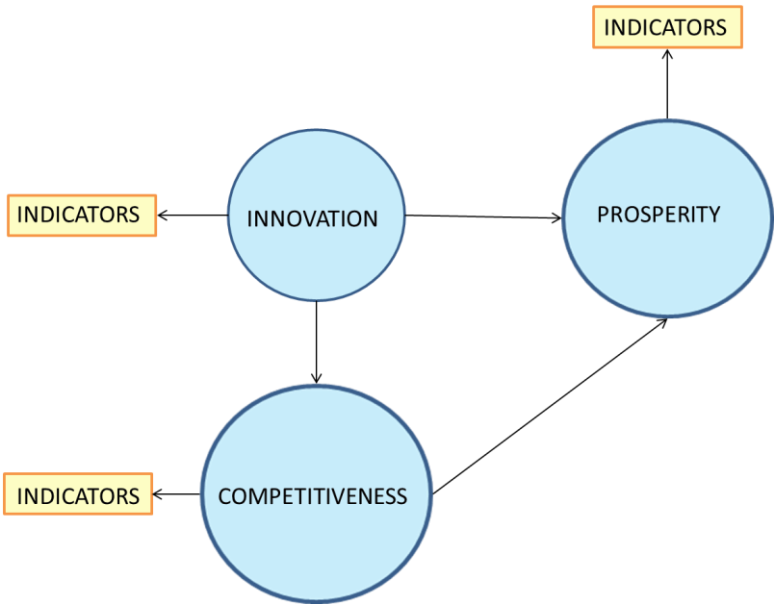 INDICATORS
INNOVATION
PROSPERITY
INDICATORS
COMPETITIVENESS
INDICATORS